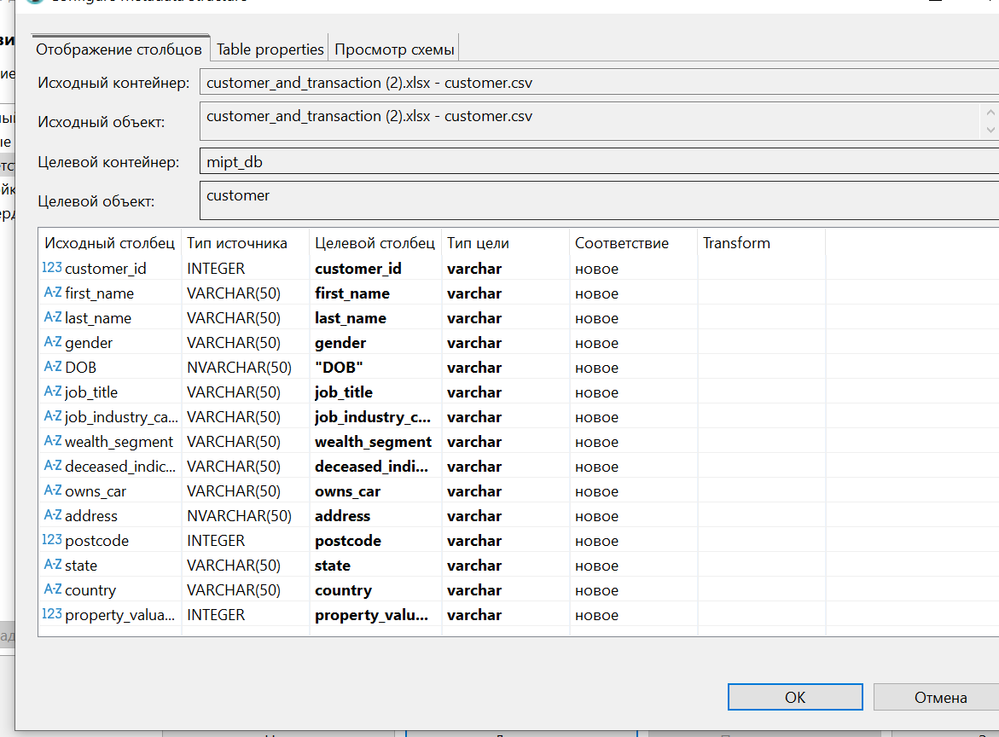 Отображение столбцов Table properties Просмотр схемы
Исходный контейнер: customer_and_transaction (2).xlsx - customer.csv
Исходный объект: customer_and_transaction (2).xlsx - customer.csv
Целевой контейнер: mipt_db
Целевой объект: customer
Исходный столбец Тип источника Целевой столбец Тип цели Соответствие Transform
123 customer_id INTEGER customer_id varchar новое
A-Z first_name VARCHAR(50) first_name varchar новое
A-Z last_name VARCHAR(50) last_name varchar новое
A-Z gender VARCHAR(50) gender varchar новое
A-Z DOB NVARCHAR(50) "DOB" varchar новое
A-Z job_title VARCHAR(50) job_title varchar новое
A-Z job_industry_ca... VARCHAR(50) job_industry_c... varchar новое
A-Z wealth_segment VARCHAR(50) wealth_segment varchar новое
A-Z deceased_indic... VARCHAR(50) deceased_indi... varchar новое
A-Z owns_car VARCHAR(50) owns_car varchar новое
A-Z address NVARCHAR(50) address varchar новое
123 postcode INTEGER postcode varchar новое
A-Z state VARCHAR(50) state varchar новое
A-Z country VARCHAR(50) country varchar новое
123 property_valua... INTEGER property_valu... varchar новое
OK Отмена